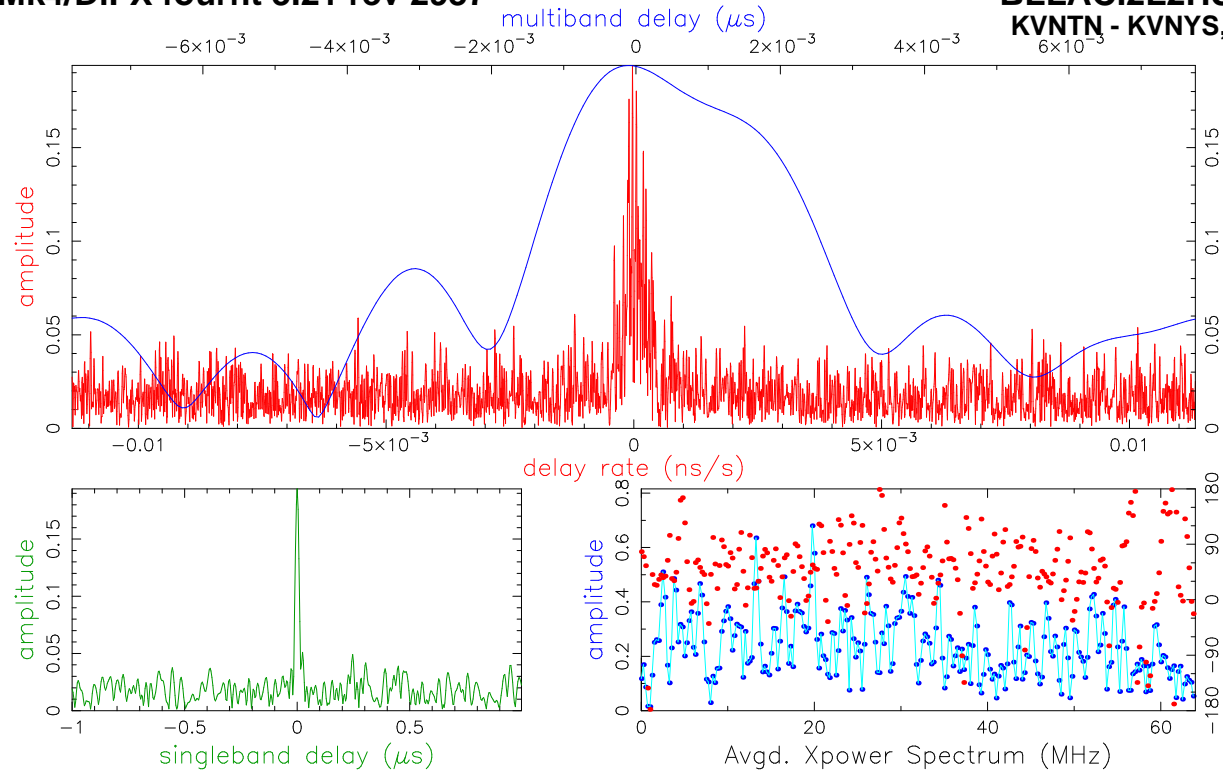 multiband delay (μs)
KVNTN - KVNYS,
−6×10⁻³ −4×10⁻³ −2×10⁻³ 0 2×10⁻³ 4×10⁻³ 6×10⁻³
amplitude
0 0.05 0.1 0.15
0 0.05 0.1 0.15
−0.01 −5×10⁻³ 0 5×10⁻³ 0.01
delay rate (ns/s)
amplitude
0 0.05 0.1 0.15
−1 −0.5 0 0.5
singleband delay (μs)
amplitude
0 0.2 0.4 0.6 0.8
−180 −90 0 90 180
0 20 40 60
Avgd. Xpower Spectrum (MHz)